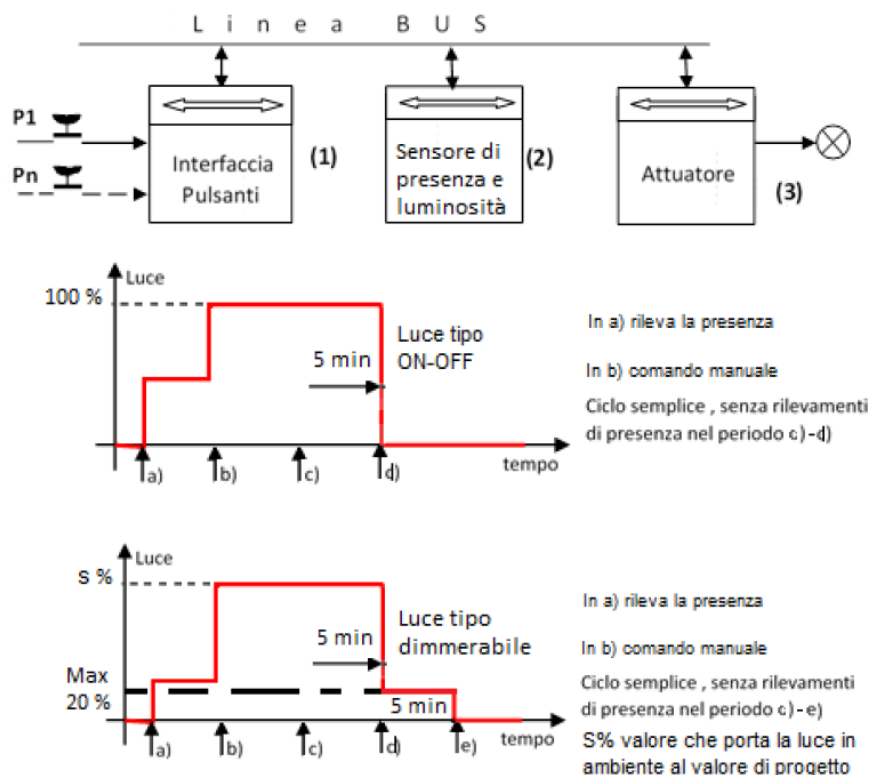 Linea BUS
P1
Pn
Interfaccia
Pulsanti
(1)
Sensore di
presenza e
luminosità
(2)
Attuatore
(3)
Luce
100 %
5 min
Luce tipo
ON-OFF
a)
b)
c)
d)
tempo
In a) rileva la presenza
In b) comando manuale
Ciclo semplice , senza rilevamenti
di presenza nel periodo c)-d)
Luce
S %
Max
20 %
5 min
Luce tipo
dimmerabile
5 min
a)
b)
c)
d)
e)
tempo
In a) rileva la presenza
In b) comando manuale
Ciclo semplice , senza rilevamenti
di presenza nel periodo c)-e)
S% valore che porta la luce in
ambiente al valore di progetto